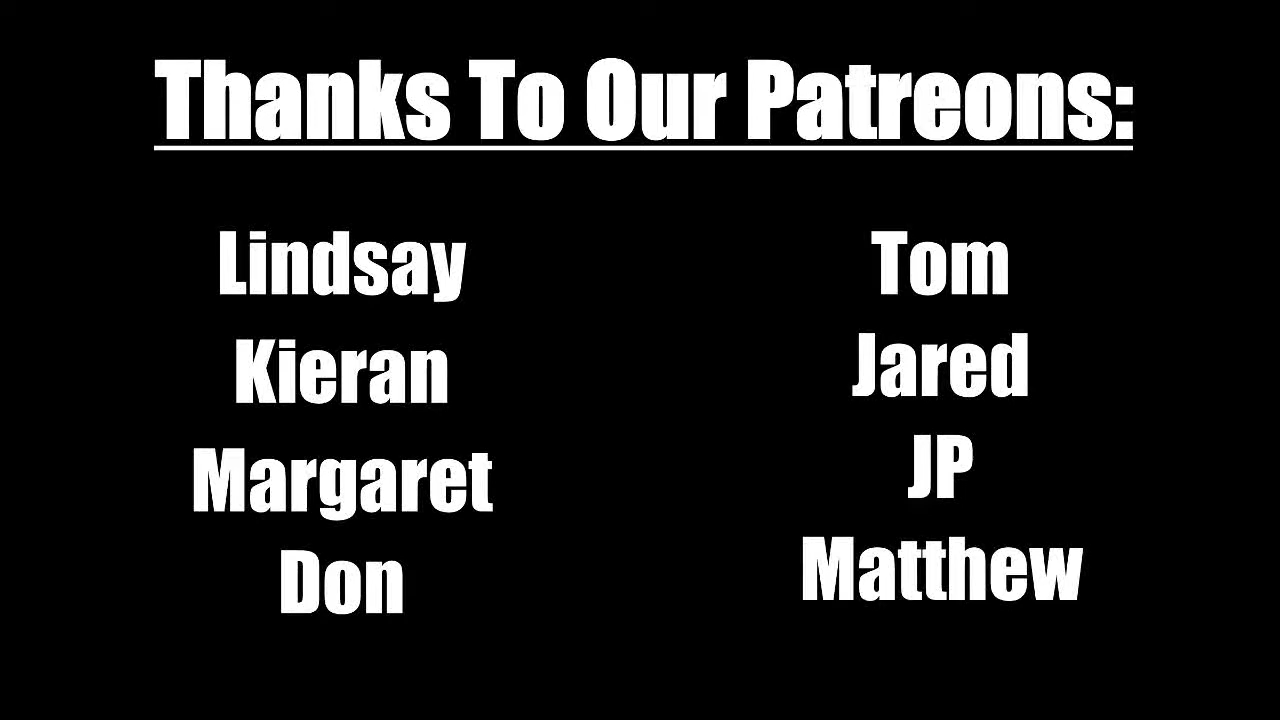 Thanks To Our Patreons:
Lindsay
Kieran
Margaret
Don
Tom
Jared
JP
Matthew